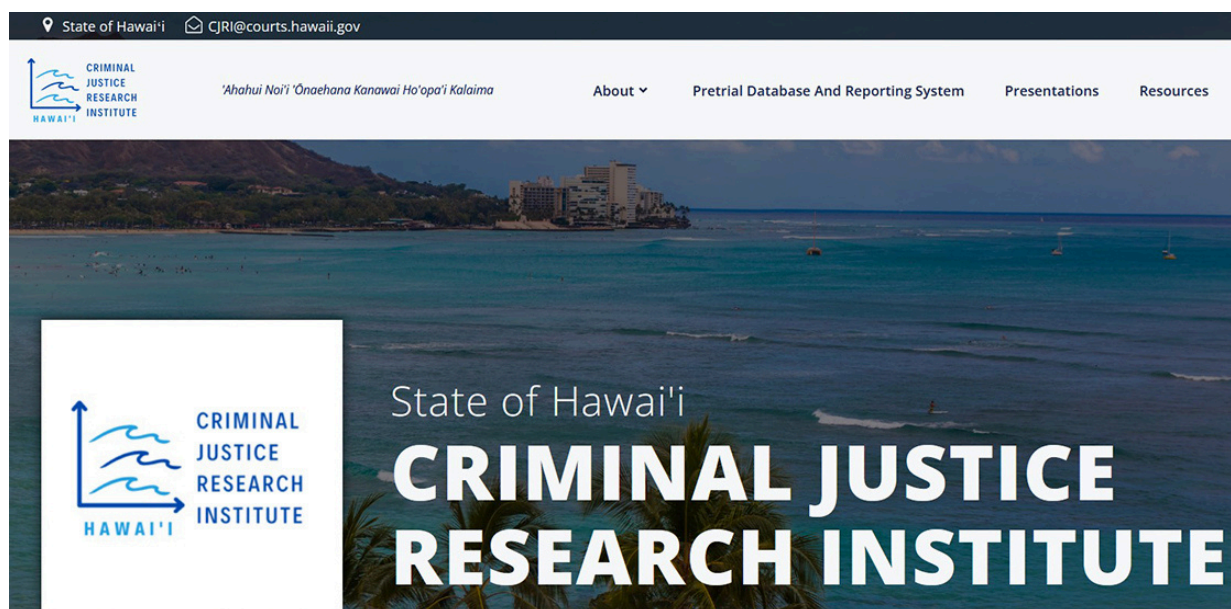 State of Hawaiʻi CJRI@courts.hawaii.gov
CRIMINAL
JUSTICE
RESEARCH
INSTITUTE
HAWAI'I
'Ahahui Noi'i 'Ōnaehana Kanawai Ho'opa'i Kalaima
About Pretrial Database And Reporting System Presentations Resources
State of Hawai'i
CRIMINAL JUSTICE
RESEARCH INSTITUTE
CRIMINAL
JUSTICE
RESEARCH
INSTITUTE
HAWAI'I